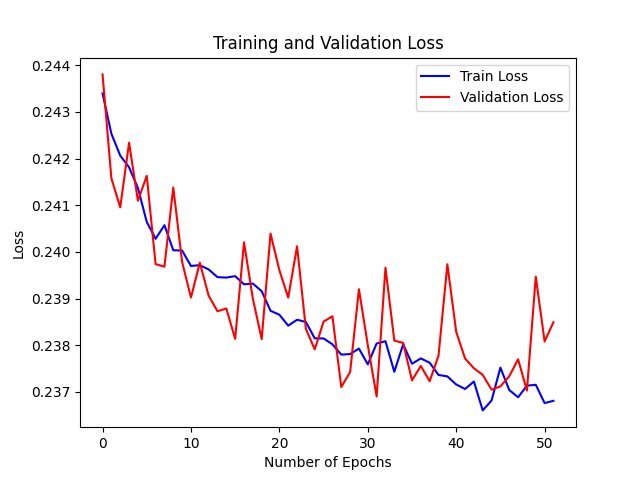 Training and Validation Loss
Train Loss
Validation Loss
0.244
0.243
0.242
0.241
0.240
0.239
0.238
0.237
Loss
0 10 20 30 40 50
Number of Epochs